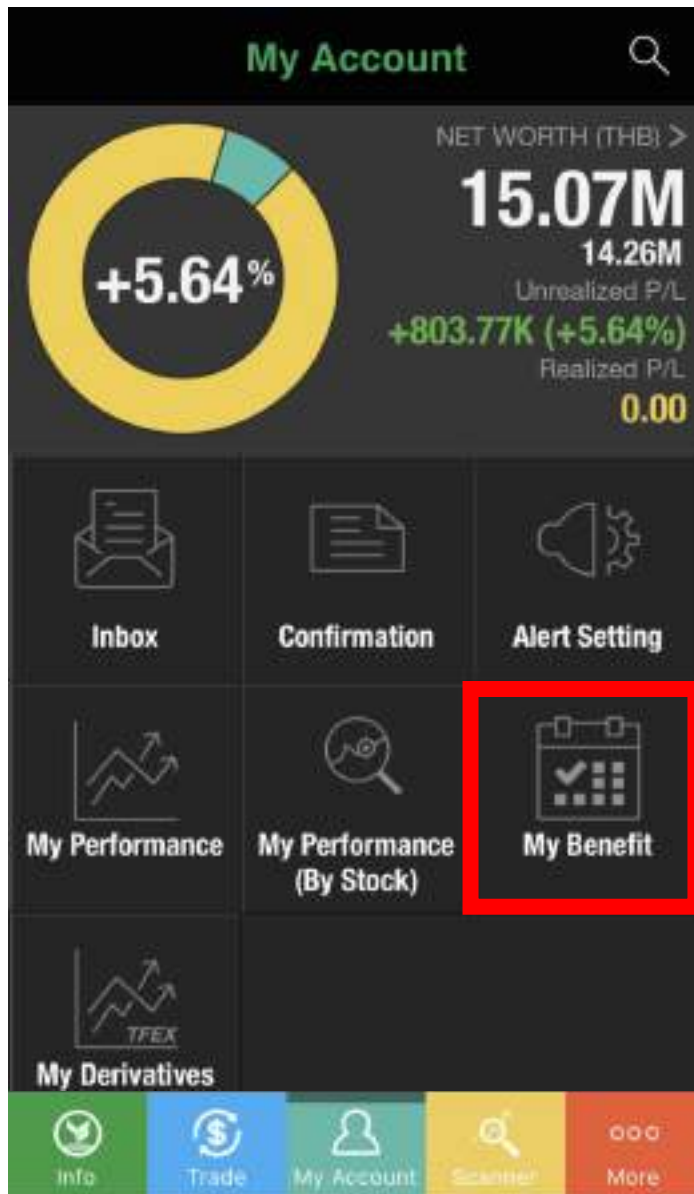 My Account
NET WORTH (THB) >
15.07M
14.26M
+5.64%
Unrealized P/L
+803.77K (+5.64%)
Realized P/L
0.00
Inbox
Confirmation
Alert Setting
My Performance
My Performance
(By Stock)
My Benefit
TFEX
My Derivatives
Info
Trade
My Account
Scanner
More